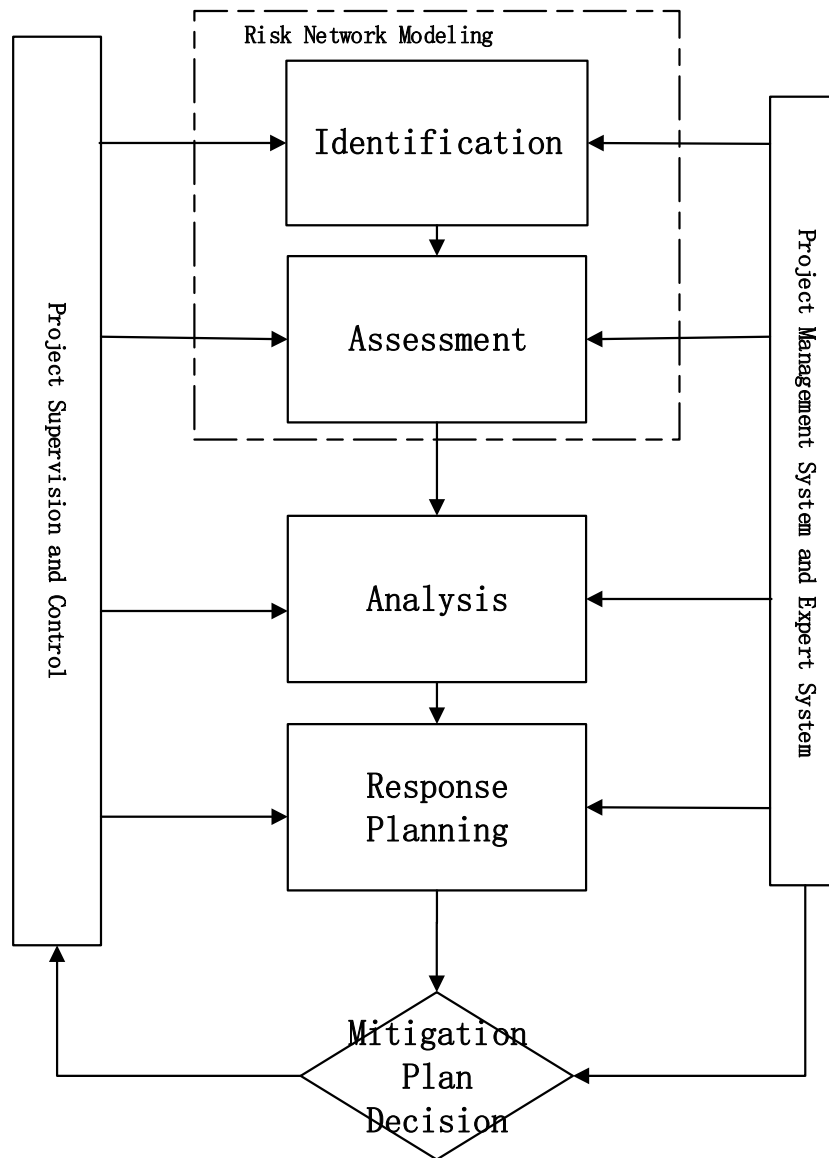 Risk Network Modeling
Identification
Assessment
Analysis
Response
Planning
Mitigation
Plan
Decision
Project Supervision and Control
Project Management System and Expert System